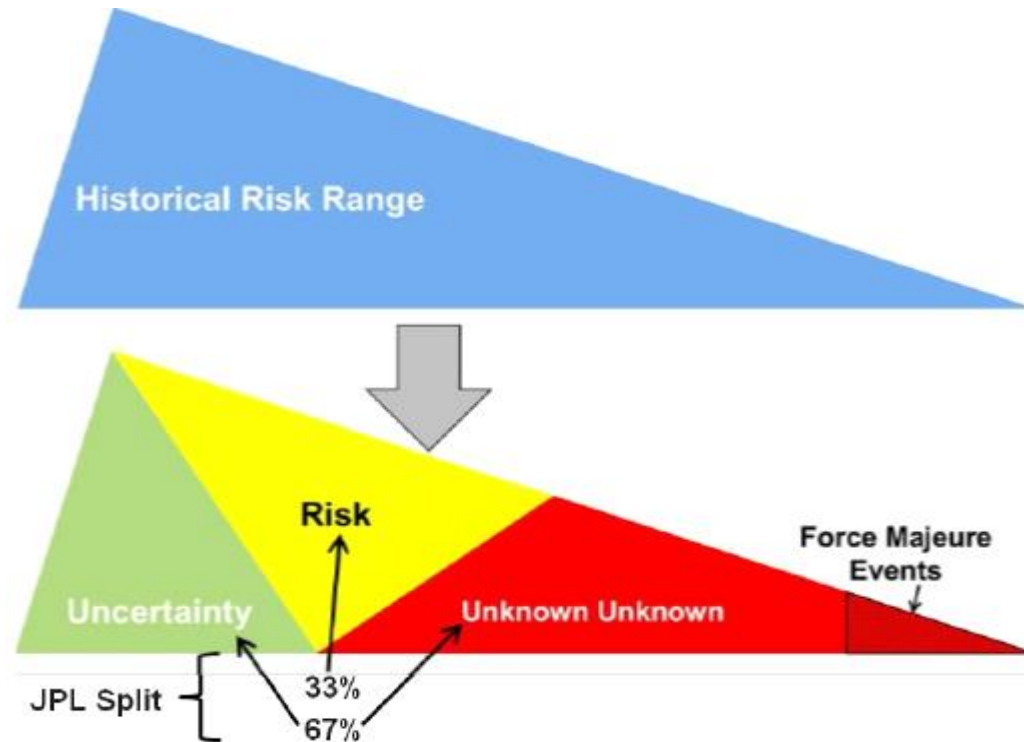 Historical Risk Range
Risk
Force Majeure
Events
Uncertainty
Unknown Unknown
JPL Split
33%
67%